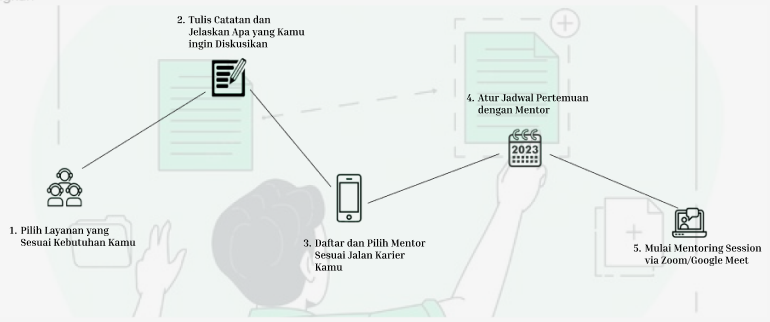 2. Tulis Catatan dan
Jelaskan Apa yang Kamu
ingin Diskusikan
4. Atur Jadwal Pertemuan
dengan Mentor
2023
1. Pilih Layanan yang
Sesuai Kebutuhan Kamu
3. Daftar dan Pilih Mentor
Sesuai Jalan Karier
Kamu
5. Mulai Mentoring Session
via Zoom/Google Meet